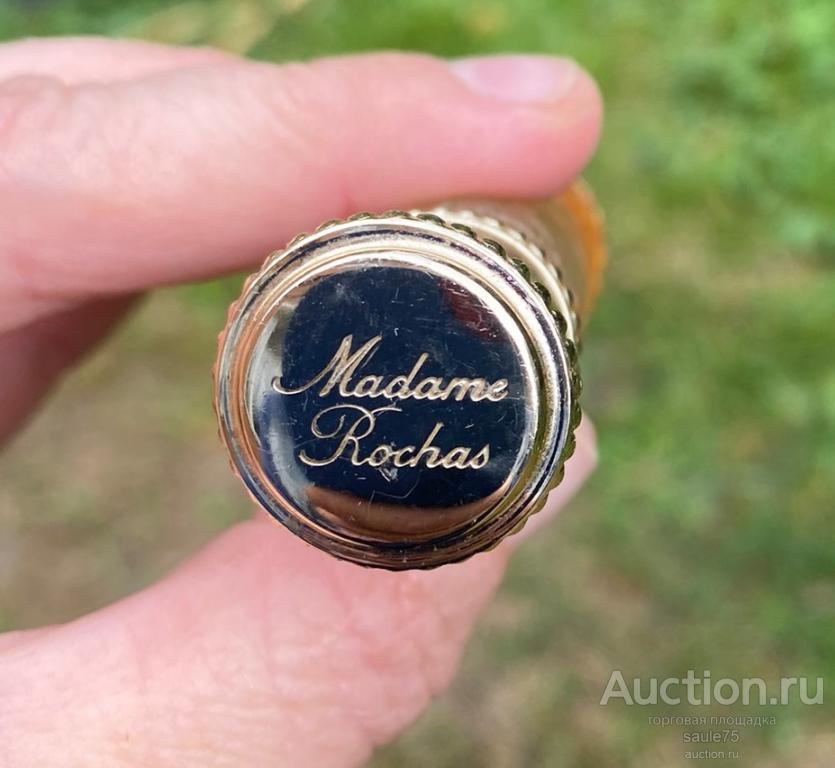 Madame
Rochas
Auction.ru
торговая площадка
saule75
auction.ru